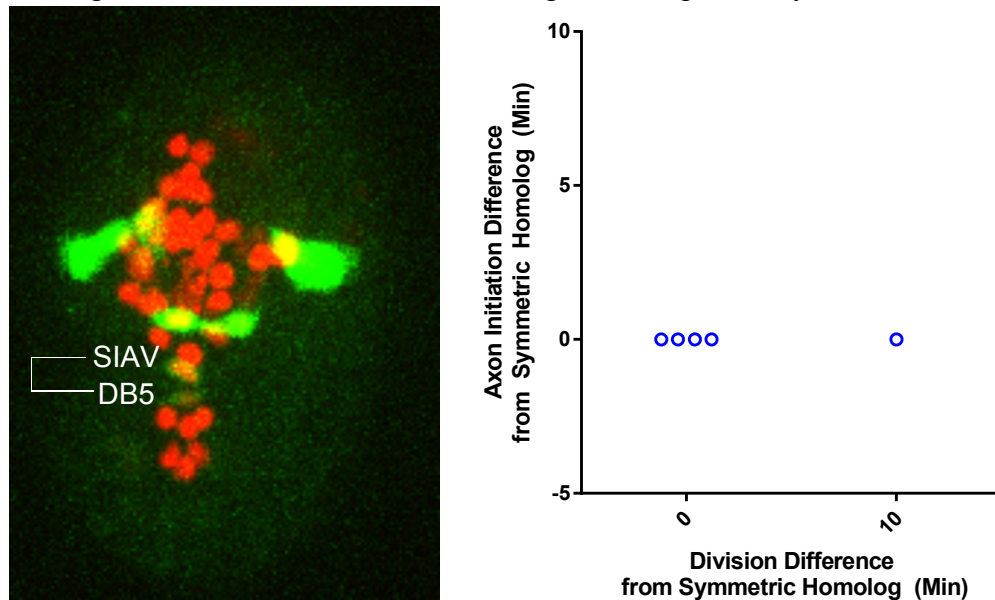 SIAV
DB5
Axon Initiation Difference
from Symmetric Homolog (Min)
10
5
0
-5
0
10
Division Difference
from Symmetric Homolog (Min)